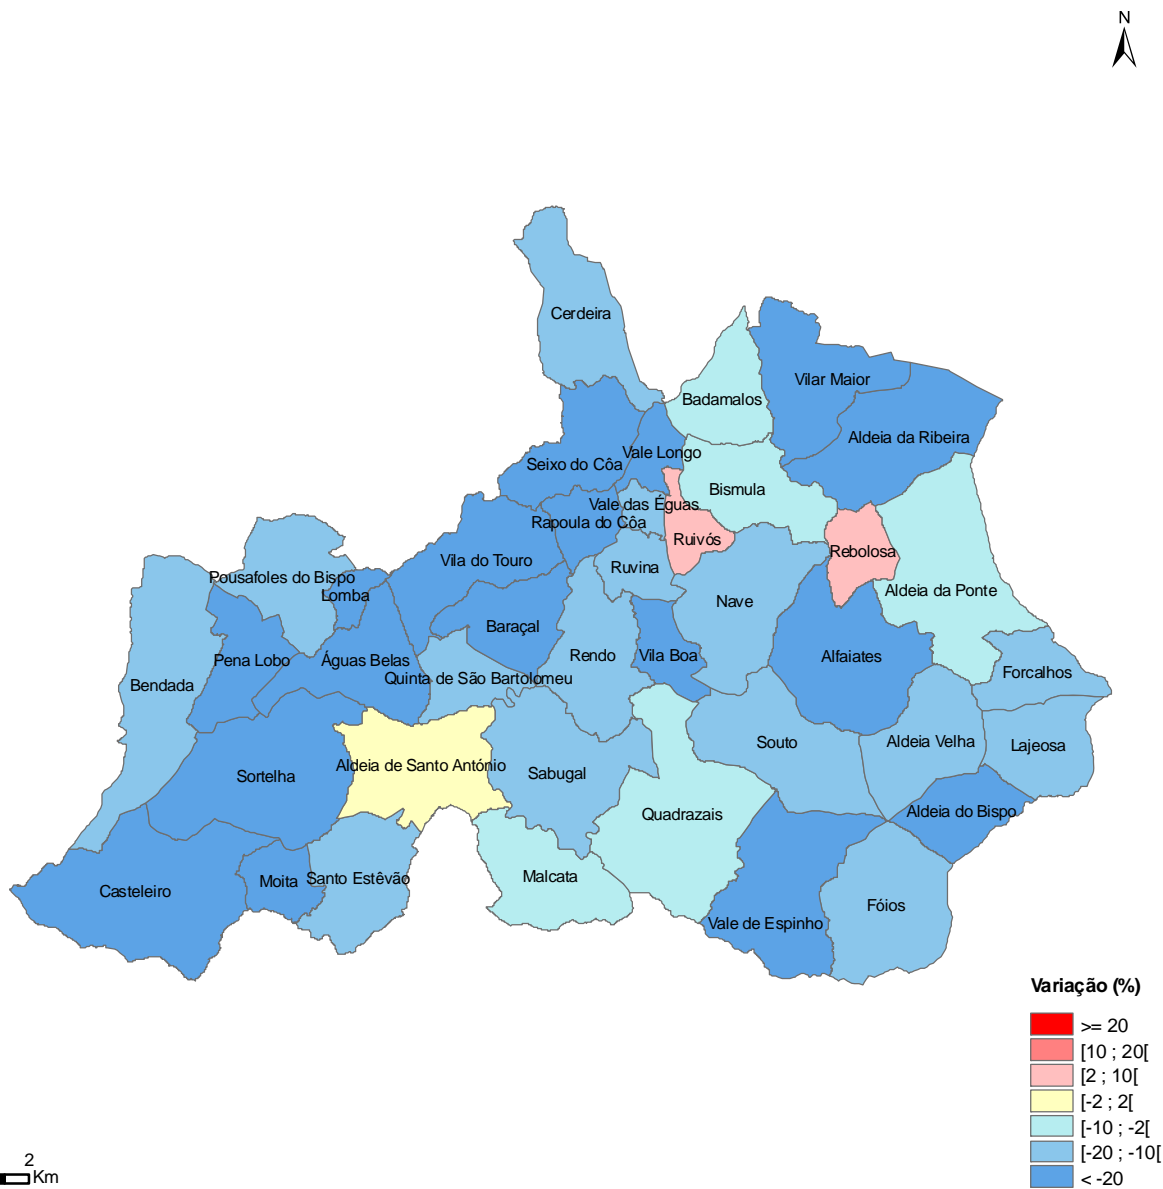 N
Cerdeira
Vilar Maior
Badamalos
Aldeia da Ribeira
Vale Longo
Seixo do Côa
Bismula
Vale das Éguas
Rapoula do Côa
Ruivós
Rebolosa
Vila do Touro
Ruvina
Pousafoles do Bispo
Lomba
Aldeia da Ponte
Nave
Baraçal
Pena Lobo
Águas Belas
Rendo
Vila Boa
Alfaiates
Forcalhos
Quinta de São Bartolomeu
Bendada
Souto
Aldeia Velha
Lajeosa
Aldeia de Santo António
Sabugal
Sortelha
Quadrazais
Aldeia do Bispo
Malcata
Santo Estêvão
Moita
Casteleiro
Fóios
Vale de Espinho
Variação (%)
>= 20
[10 ; 20[
[2 ; 10[
[-2 ; 2[
[-10 ; -2[
[-20 ; -10[
< -20
2
Km